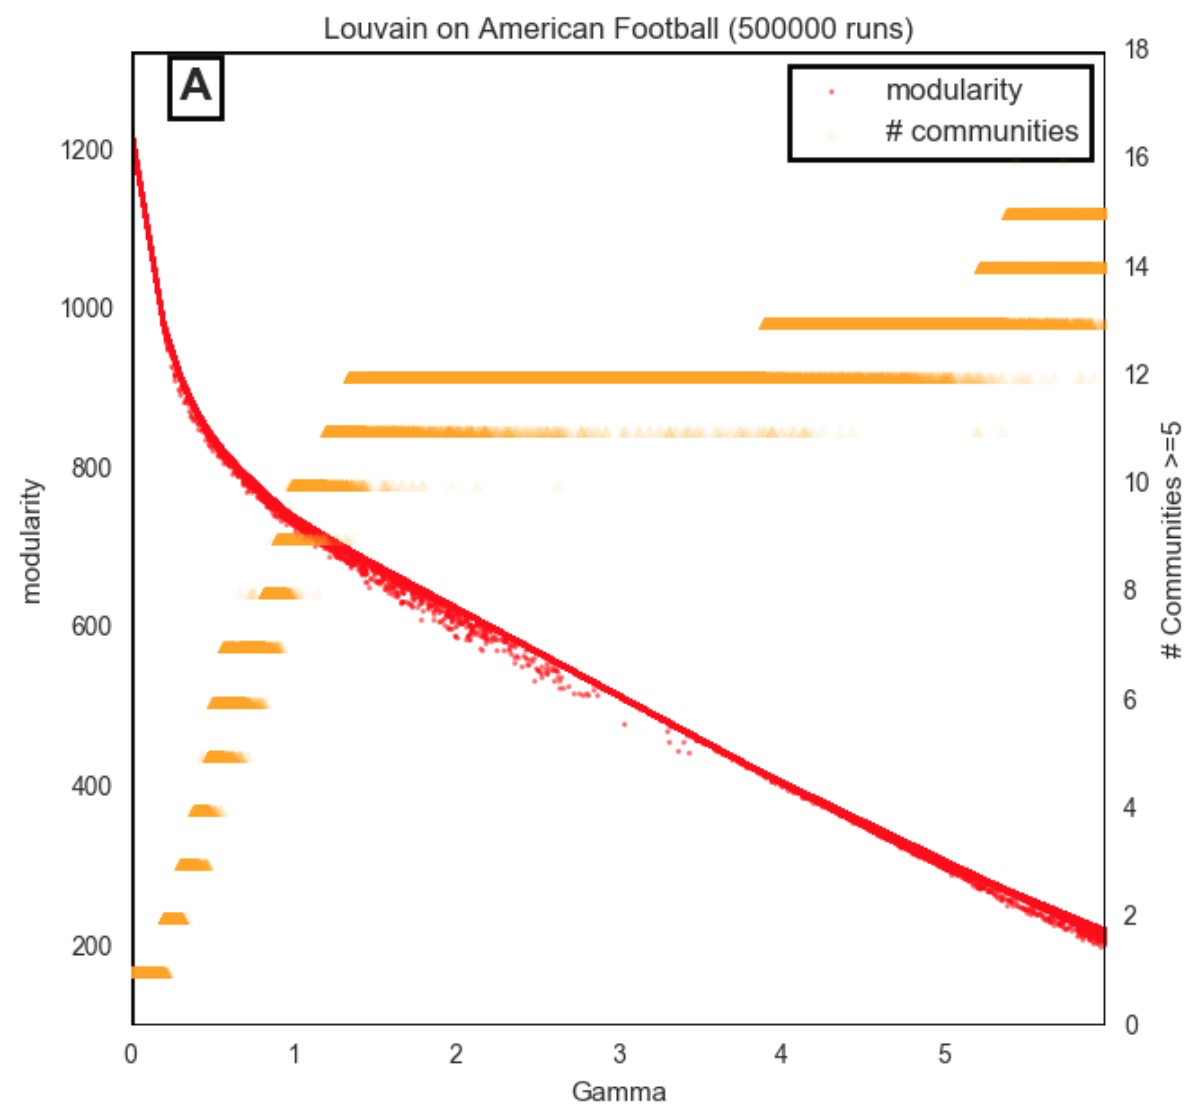 Louvain on American Football (500000 runs)
A
modularity
# communities
1200
1000
800
600
400
200
modularity
18
16
14
12
10
8
6
4
2
0
# Communities >=5
0 1 2 3 4 5
Gamma